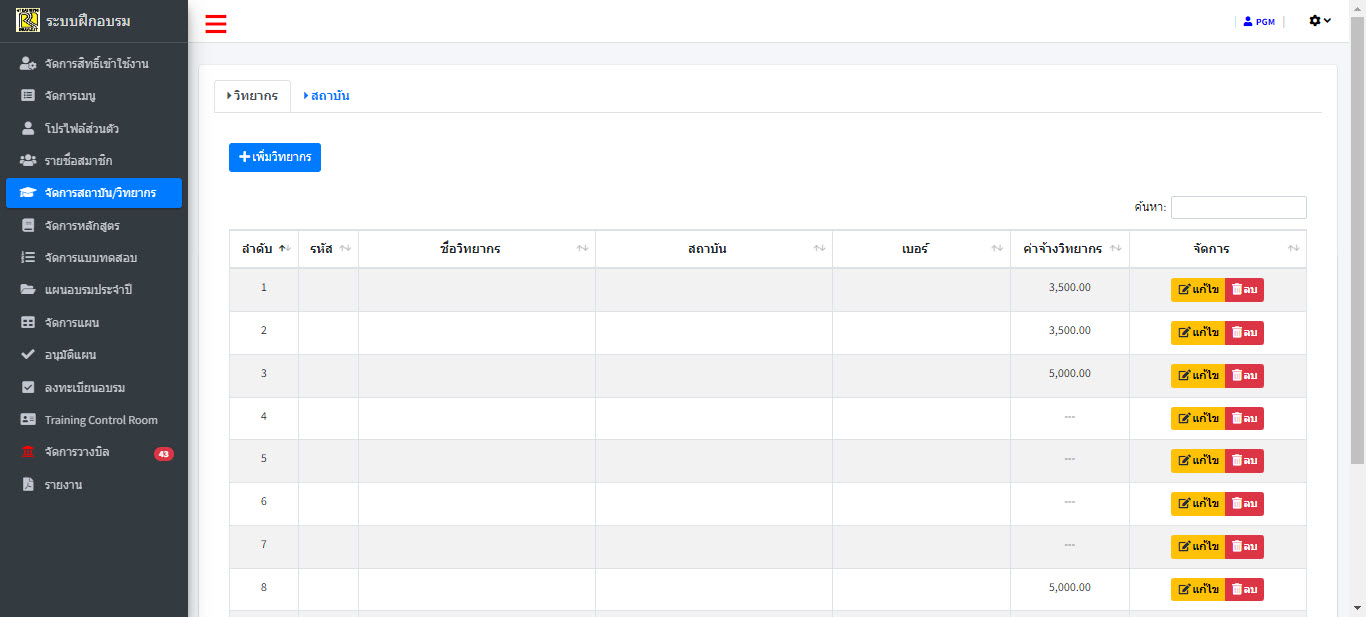 ระบบฝึกอบรม
PGM
จัดการสิทธิ์เข้าใช้งาน
จัดการเมนู
โปรไฟล์ส่วนตัว
รายชื่อสมาชิก
จัดการสถาบัน/วิทยากร
จัดการหลักสูตร
จัดการแบบทดสอบ
แผนอบรมประจำปี
จัดการแผน
อนุมัติแผน
ลงทะเบียนอบรม
Training Control Room
จัดการวางบิล 43
รายงาน
วิทยากร สถาบัน
เพิ่มวิทยากร
ค้นหา:
ลำดับ รหัส ชื่อวิทยากร สถาบัน เบอร์ ค่าจ้างวิทยากร จัดการ
1 3,500.00 แก้ไข ลบ
2 3,500.00 แก้ไข ลบ
3 5,000.00 แก้ไข ลบ
4 --- แก้ไข ลบ
5 --- แก้ไข ลบ
6 --- แก้ไข ลบ
7 --- แก้ไข ลบ
8 5,000.00 แก้ไข ลบ